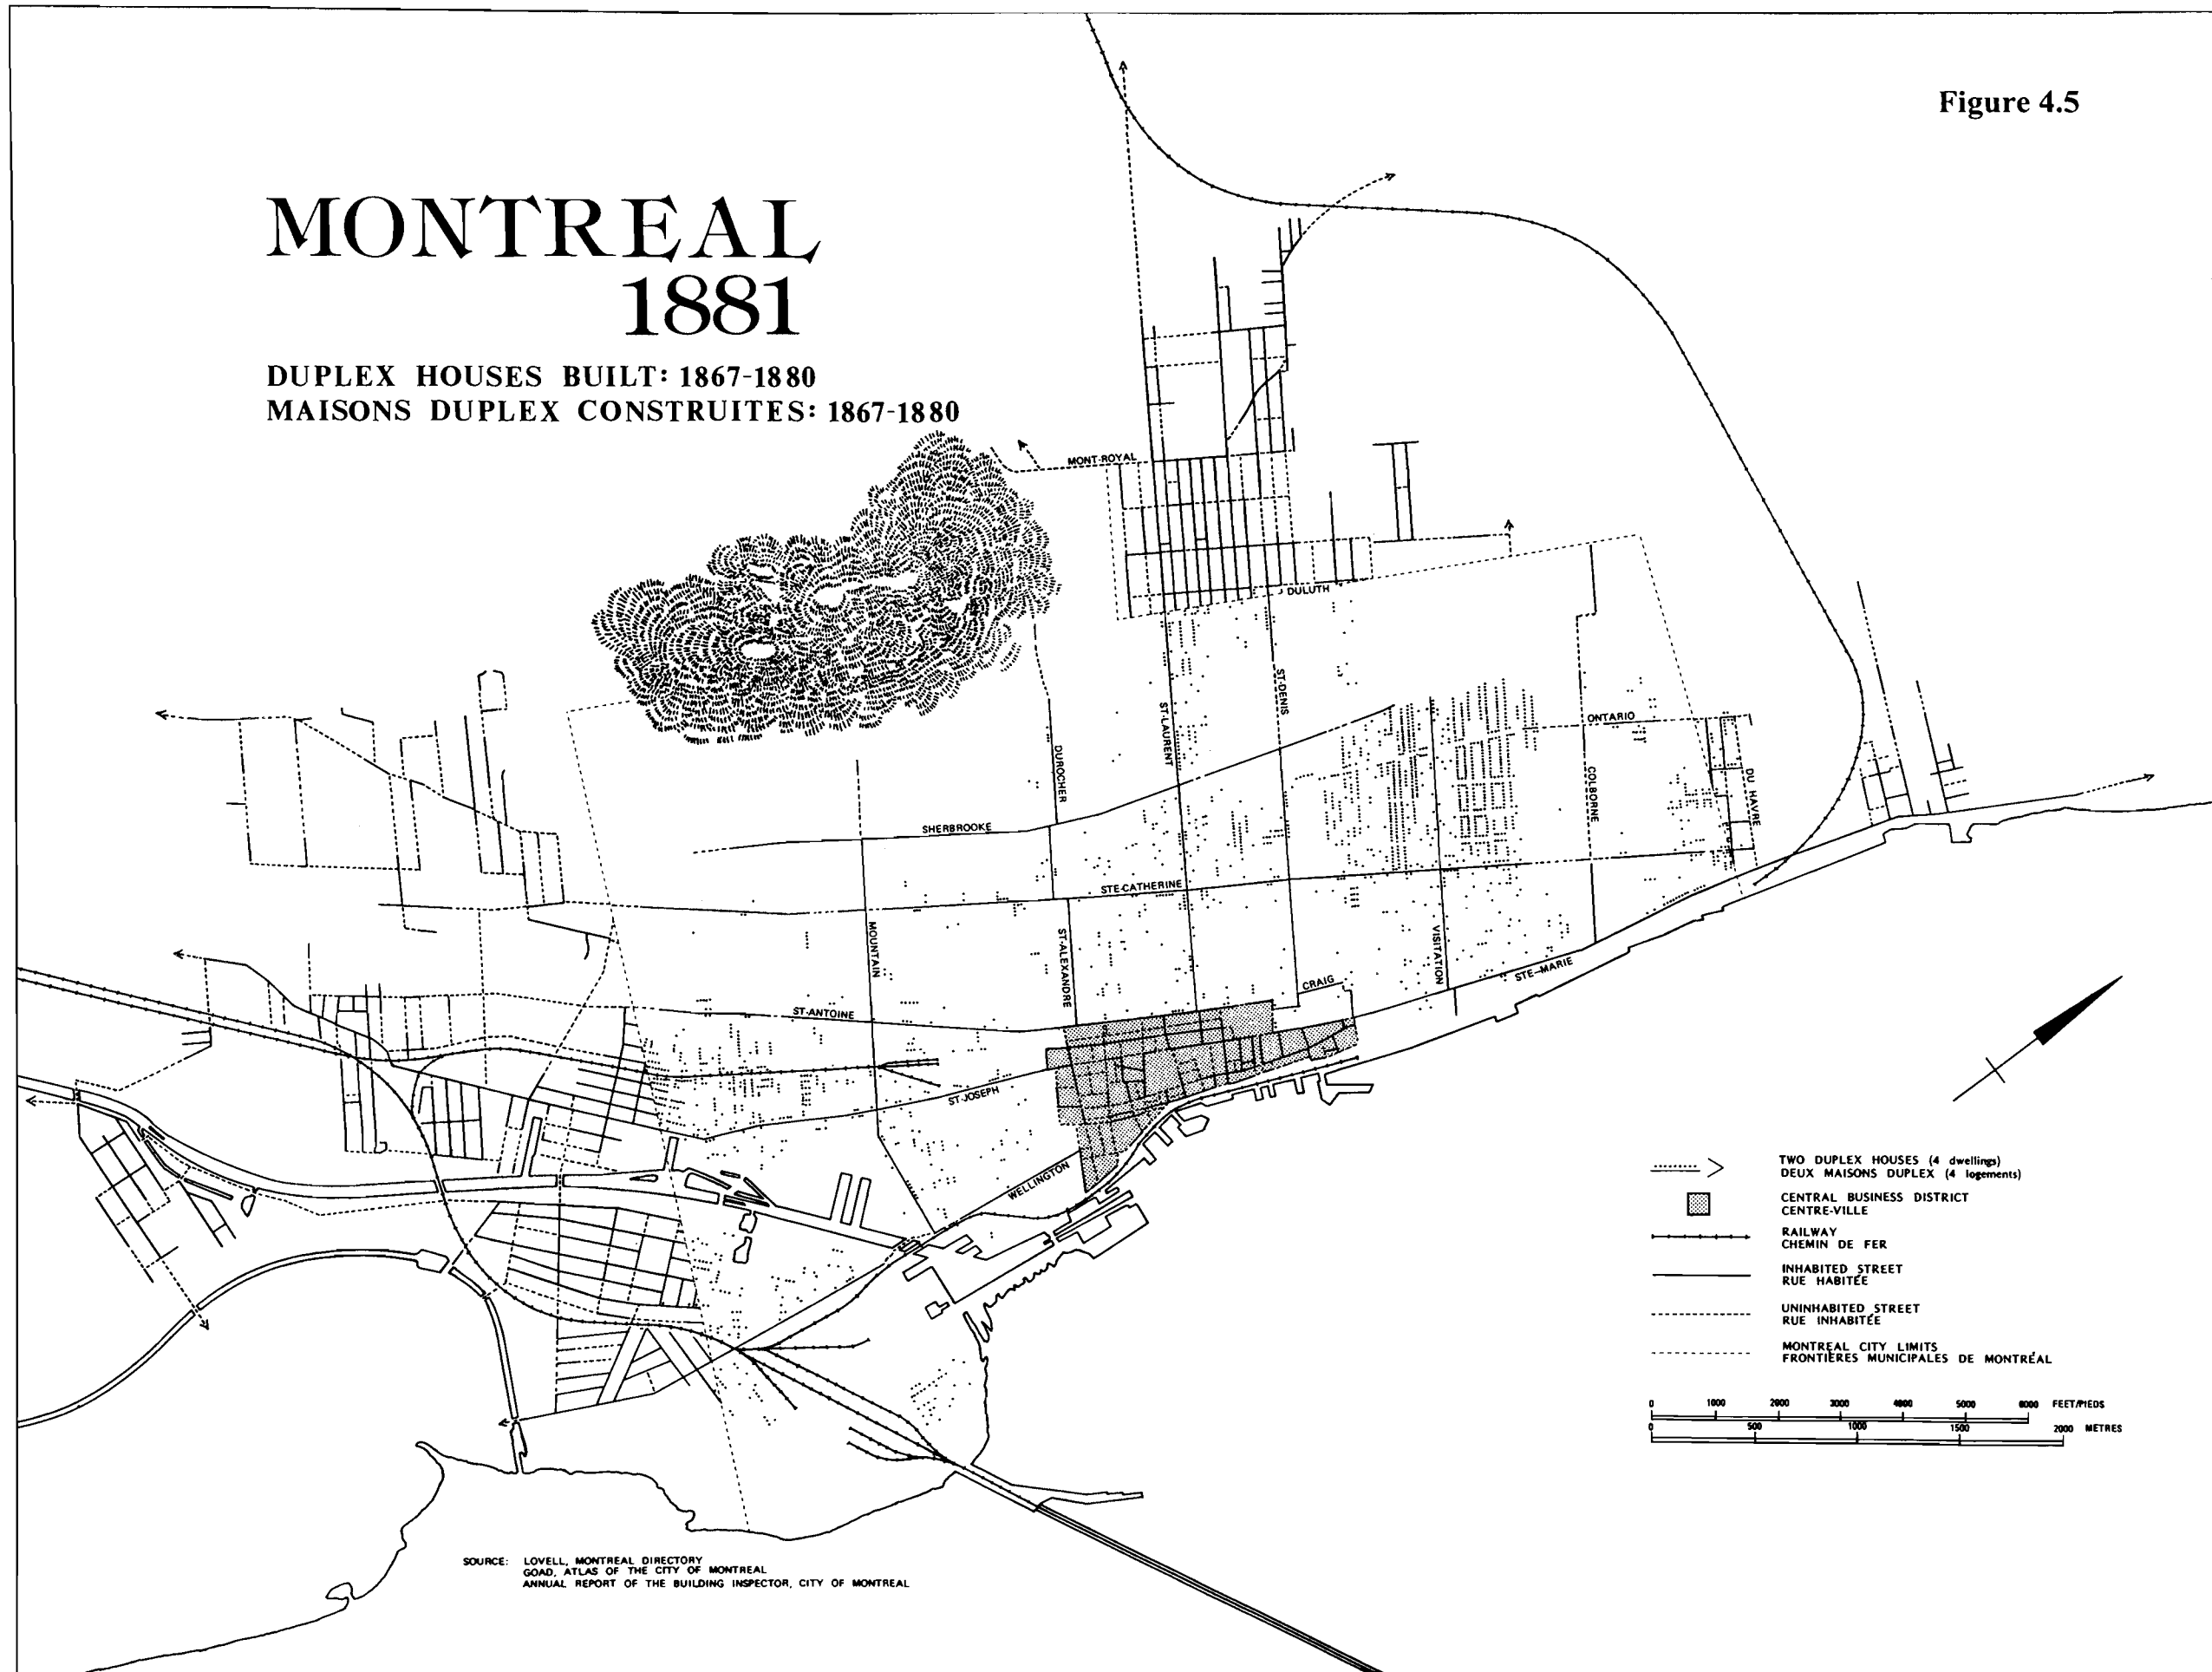 Figure 4.5
MONTREAL
1881
DUPLEX HOUSES BUILT: 1867-1880
MAISONS DUPLEX CONSTRUITES: 1867-1880
MONT-ROYAL
DULUTH
ST-DENIS
ST-LAURENT
DUROCHER
ONTARIO
COLBORNE
DU HAVRE
SHERBROOKE
STE-CATHERINE
MOUNTAIN
ST-ALEXANDRE
VISITATION
STE-MARIE
CRAIG
ST-ANTOINE
ST-JOSEPH
WELLINGTON
TWO DUPLEX HOUSES (4 dwellings)
DEUX MAISONS DUPLEX (4 logements)
CENTRAL BUSINESS DISTRICT
CENTRE-VILLE
RAILWAY
CHEMIN DE FER
INHABITED STREET
RUE HABITÉE
UNINHABITED STREET
RUE INHABITÉE
MONTREAL CITY LIMITS
FRONTIÈRES MUNICIPALES DE MONTRÉAL
0 1000 2000 3000 4000 5000 6000 FEET/PIEDS
0 500 1000 1500 2000 METRES
SOURCE: LOVELL, MONTREAL DIRECTORY
GOAD, ATLAS OF THE CITY OF MONTREAL
ANNUAL REPORT OF THE BUILDING INSPECTOR, CITY OF MONTREAL